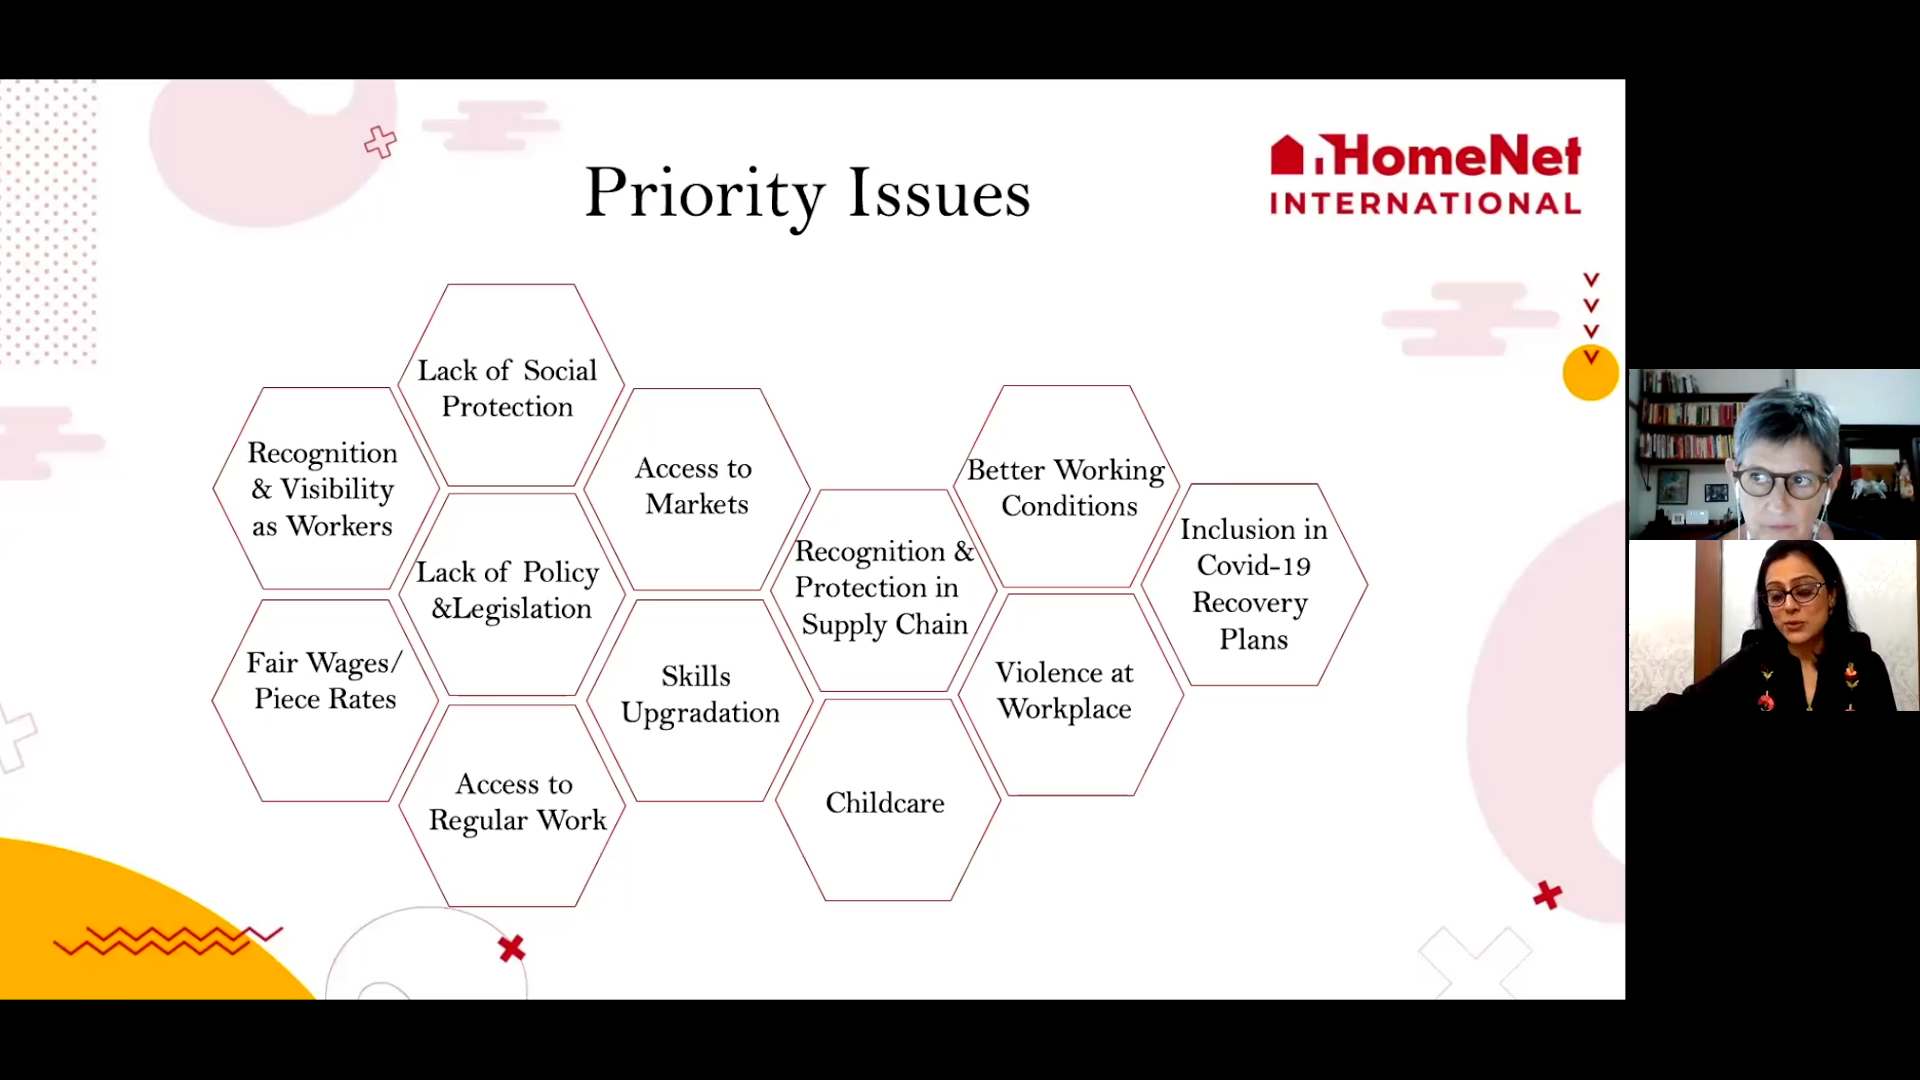 Priority Issues
HomeNet
INTERNATIONAL
Lack of Social
Protection
Recognition
& Visibility
as Workers
Access to
Markets
Better Working
Conditions
Inclusion in
Covid-19
Recovery
Plans
Recognition &
Protection in
Supply Chain
Lack of Policy
&Legislation
Fair Wages/
Piece Rates
Skills
Upgradation
Violence at
Workplace
Access to
Regular Work
Childcare